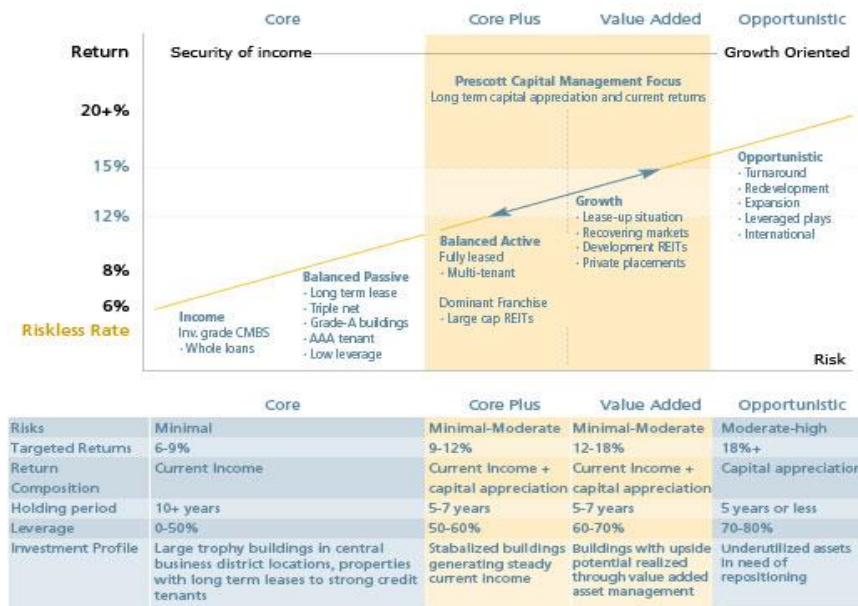 Core Core Plus Value Added Opportunistic
Return Security of income Growth Oriented
Prescott Capital Management Focus
Long term capital appreciation and current returns
20+%
15%
12%
8%
6%
Riskless Rate
Income
Inv. grade CMBS
· Whole loans
Balanced Passive
· Long term lease
· Triple net
· Grade-A buildings
· AAA tenant
· Low leverage
Balanced Active
Fully leased
· Multi-tenant
Dominant Franchise
· Large cap REITs
Growth
· Lease-up situation
· Recovering markets
· Development REITs
· Private placements
Opportunistic
· Turnaround
· Redevelopment
· Expansion
· Leveraged plays
· International
Risk
Core Core Plus Value Added Opportunistic
Risks Minimal Minimal-Moderate Minimal-Moderate Moderate-high
Targeted Returns 6-9% 9-12% 12-18% 18%+
Return Current Income Current Income + Current Income + Capital appreciation
Composition capital appreciation capital appreciation
Holding period 10+ years 5-7 years 5-7 years 5 years or less
Leverage 0-50% 50-60% 60-70% 70-80%
Investment Profile Large trophy buildings in central Stabalized buildings Buildings with upside Underutilized assets
business district locations, properties generating steady potential realized in need of
with long term leases to strong credit current income through value added repositioning
tenants asset management